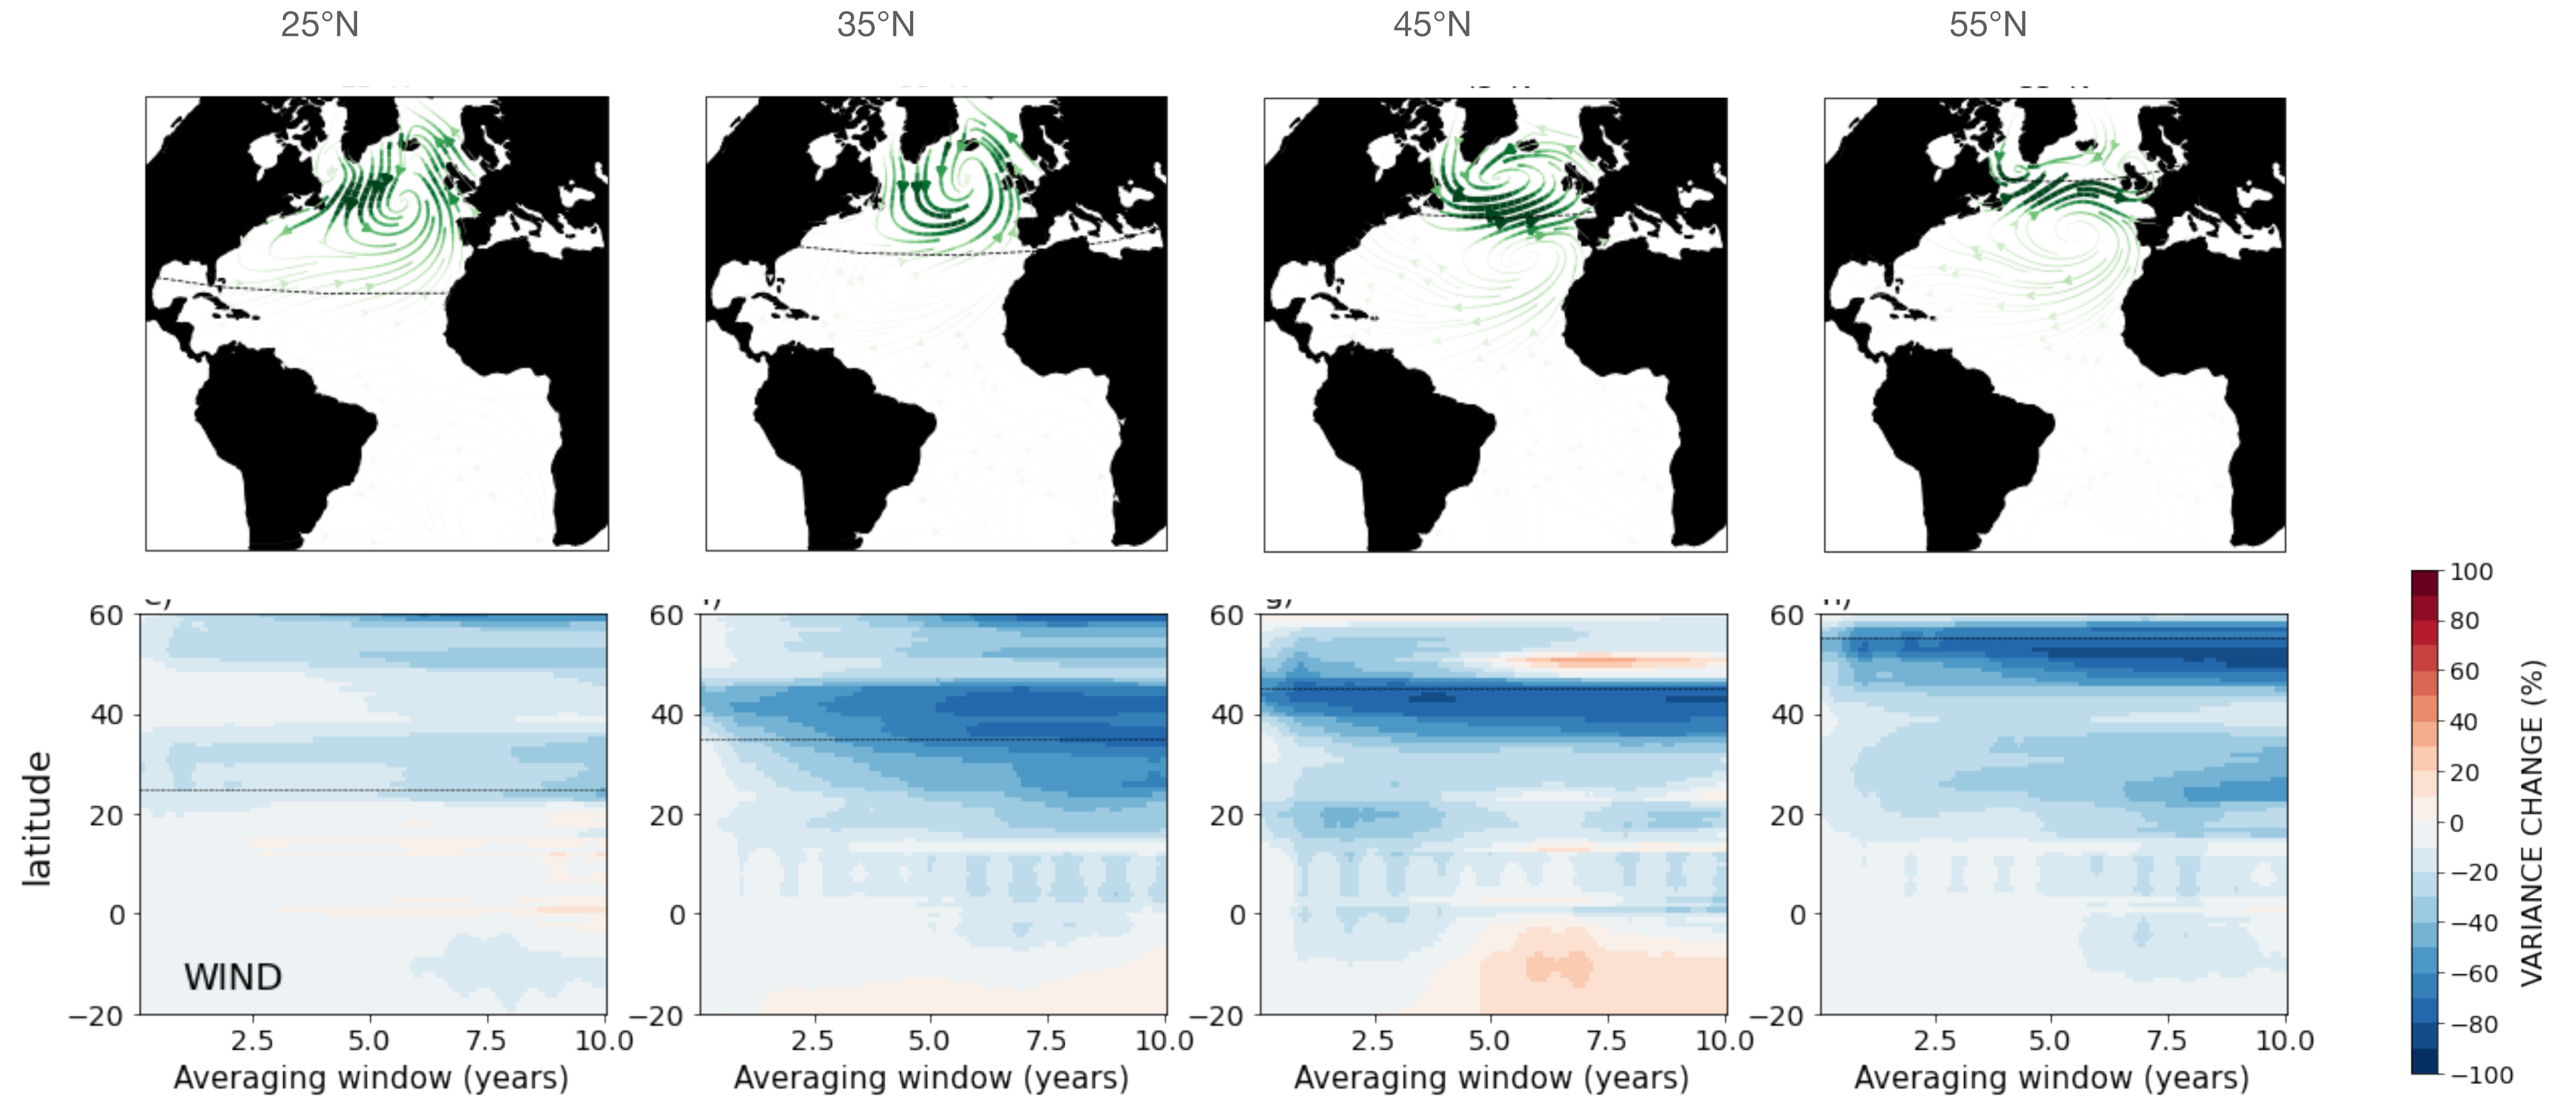 25°N 35°N 45°N 55°N
g)
60 60 60 60
40 40 40 40
20 20 20 20
0 0 0 0
−20 −20 −20 −20
latitude
WIND
2.5 5.0 7.5 10.0 2.5 5.0 7.5 10.0 2.5 5.0 7.5 10.0 2.5 5.0 7.5 10.0
Averaging window (years) Averaging window (years) Averaging window (years) Averaging window (years)
100
80
60
40
20
0
−20
−40
−60
−80
−100
VARIANCE CHANGE (%)